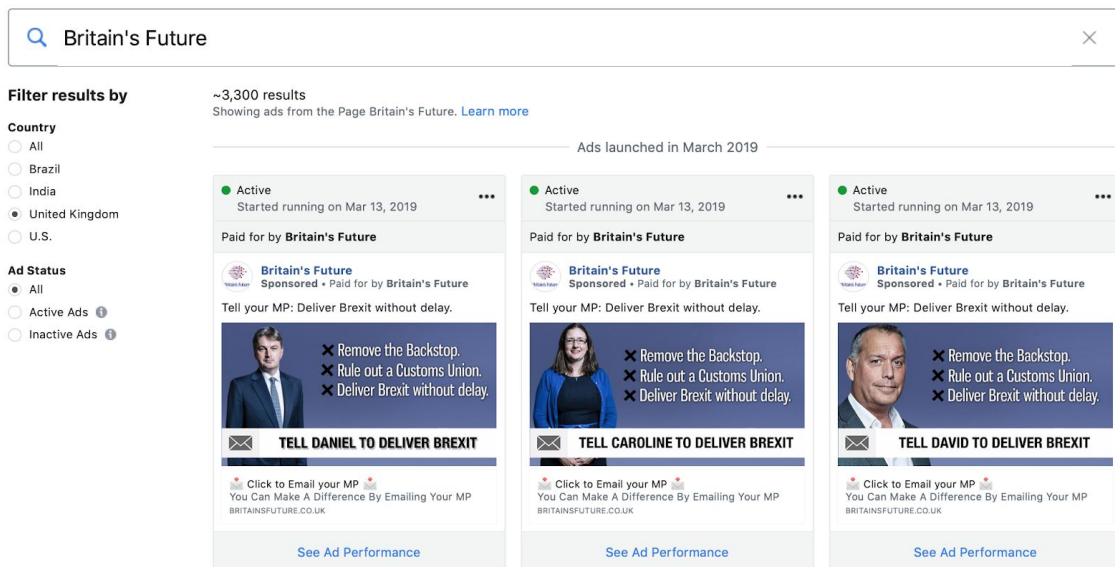 Britain's Future
Filter results by
Country
All
Brazil
India
United Kingdom
U.S.
Ad Status
All
Active Ads
Inactive Ads
~3,300 results
Showing ads from the Page Britain's Future. Learn more
Ads launched in March 2019
Active
Started running on Mar 13, 2019
Paid for by Britain's Future
Britain's Future
Sponsored • Paid for by Britain's Future
Tell your MP: Deliver Brexit without delay.
Remove the Backstop.
Rule out a Customs Union.
Deliver Brexit without delay.
TELL DANIEL TO DELIVER BREXIT
Click to Email your MP
You Can Make A Difference By Emailing Your MP
BRITAINSFUTURE.CO.UK
See Ad Performance
Active
Started running on Mar 13, 2019
Paid for by Britain's Future
Britain's Future
Sponsored • Paid for by Britain's Future
Tell your MP: Deliver Brexit without delay.
Remove the Backstop.
Rule out a Customs Union.
Deliver Brexit without delay.
TELL CAROLINE TO DELIVER BREXIT
Click to Email your MP
You Can Make A Difference By Emailing Your MP
BRITAINSFUTURE.CO.UK
See Ad Performance
Active
Started running on Mar 13, 2019
Paid for by Britain's Future
Britain's Future
Sponsored • Paid for by Britain's Future
Tell your MP: Deliver Brexit without delay.
Remove the Backstop.
Rule out a Customs Union.
Deliver Brexit without delay.
TELL DAVID TO DELIVER BREXIT
Click to Email your MP
You Can Make A Difference By Emailing Your MP
BRITAINSFUTURE.CO.UK
See Ad Performance